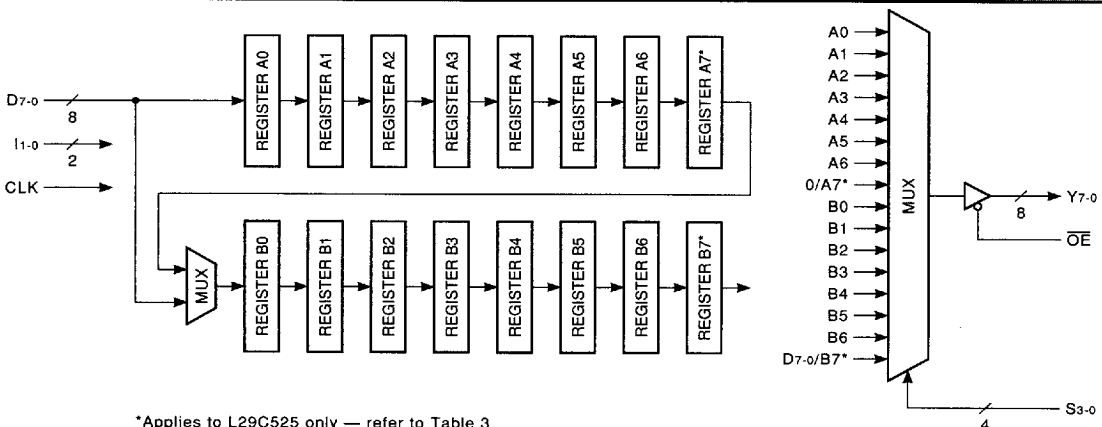 D7-0
8
I1-0
2
CLK
REGISTER A0
REGISTER A1
REGISTER A2
REGISTER A3
REGISTER A4
REGISTER A5
REGISTER A6
REGISTER A7*
MUX
REGISTER B0
REGISTER B1
REGISTER B2
REGISTER B3
REGISTER B4
REGISTER B5
REGISTER B6
REGISTER B7*
A0
A1
A2
A3
A4
A5
A6
0/A7*
B0
B1
B2
B3
B4
B5
B6
D7-0/B7*
MUX
8
Y7-0
OE
S3-0
4
*Applies to L29C525 only — refer to Table 3